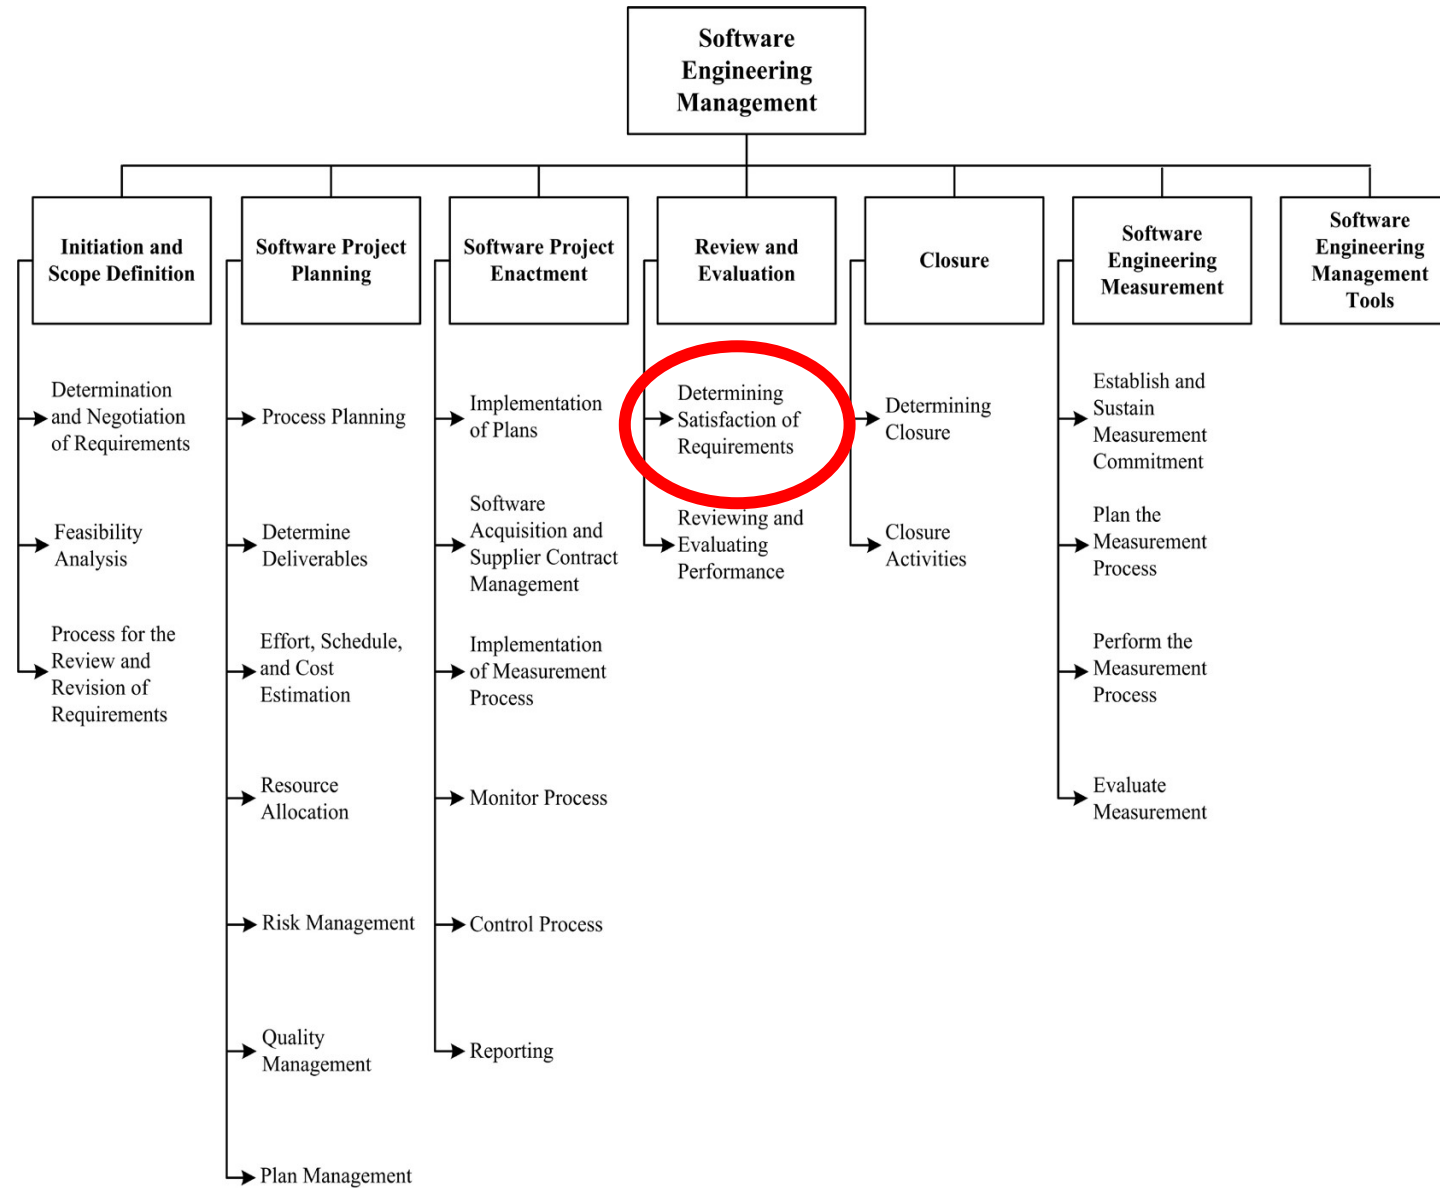 Software
Engineering
Management
Initiation and
Scope Definition
Determination
and Negotiation
of Requirements
Feasibility
Analysis
Process for the
Review and
Revision of
Requirements
Software Project
Planning
Process Planning
Determine
Deliverables
Effort, Schedule,
and Cost
Estimation
Resource
Allocation
Risk Management
Quality
Management
Plan Management
Software Project
Enactment
Implementation
of Plans
Software
Acquisition and
Supplier Contract
Management
Implementation
of Measurement
Process
Monitor Process
Control Process
Reporting
Review and
Evaluation
Determining
Satisfaction of
Requirements
Reviewing and
Evaluating
Performance
Closure
Determining
Closure
Closure
Activities
Software
Engineering
Measurement
Establish and
Sustain
Measurement
Commitment
Plan the
Measurement
Process
Perform the
Measurement
Process
Evaluate
Measurement
Software
Engineering
Management
Tools